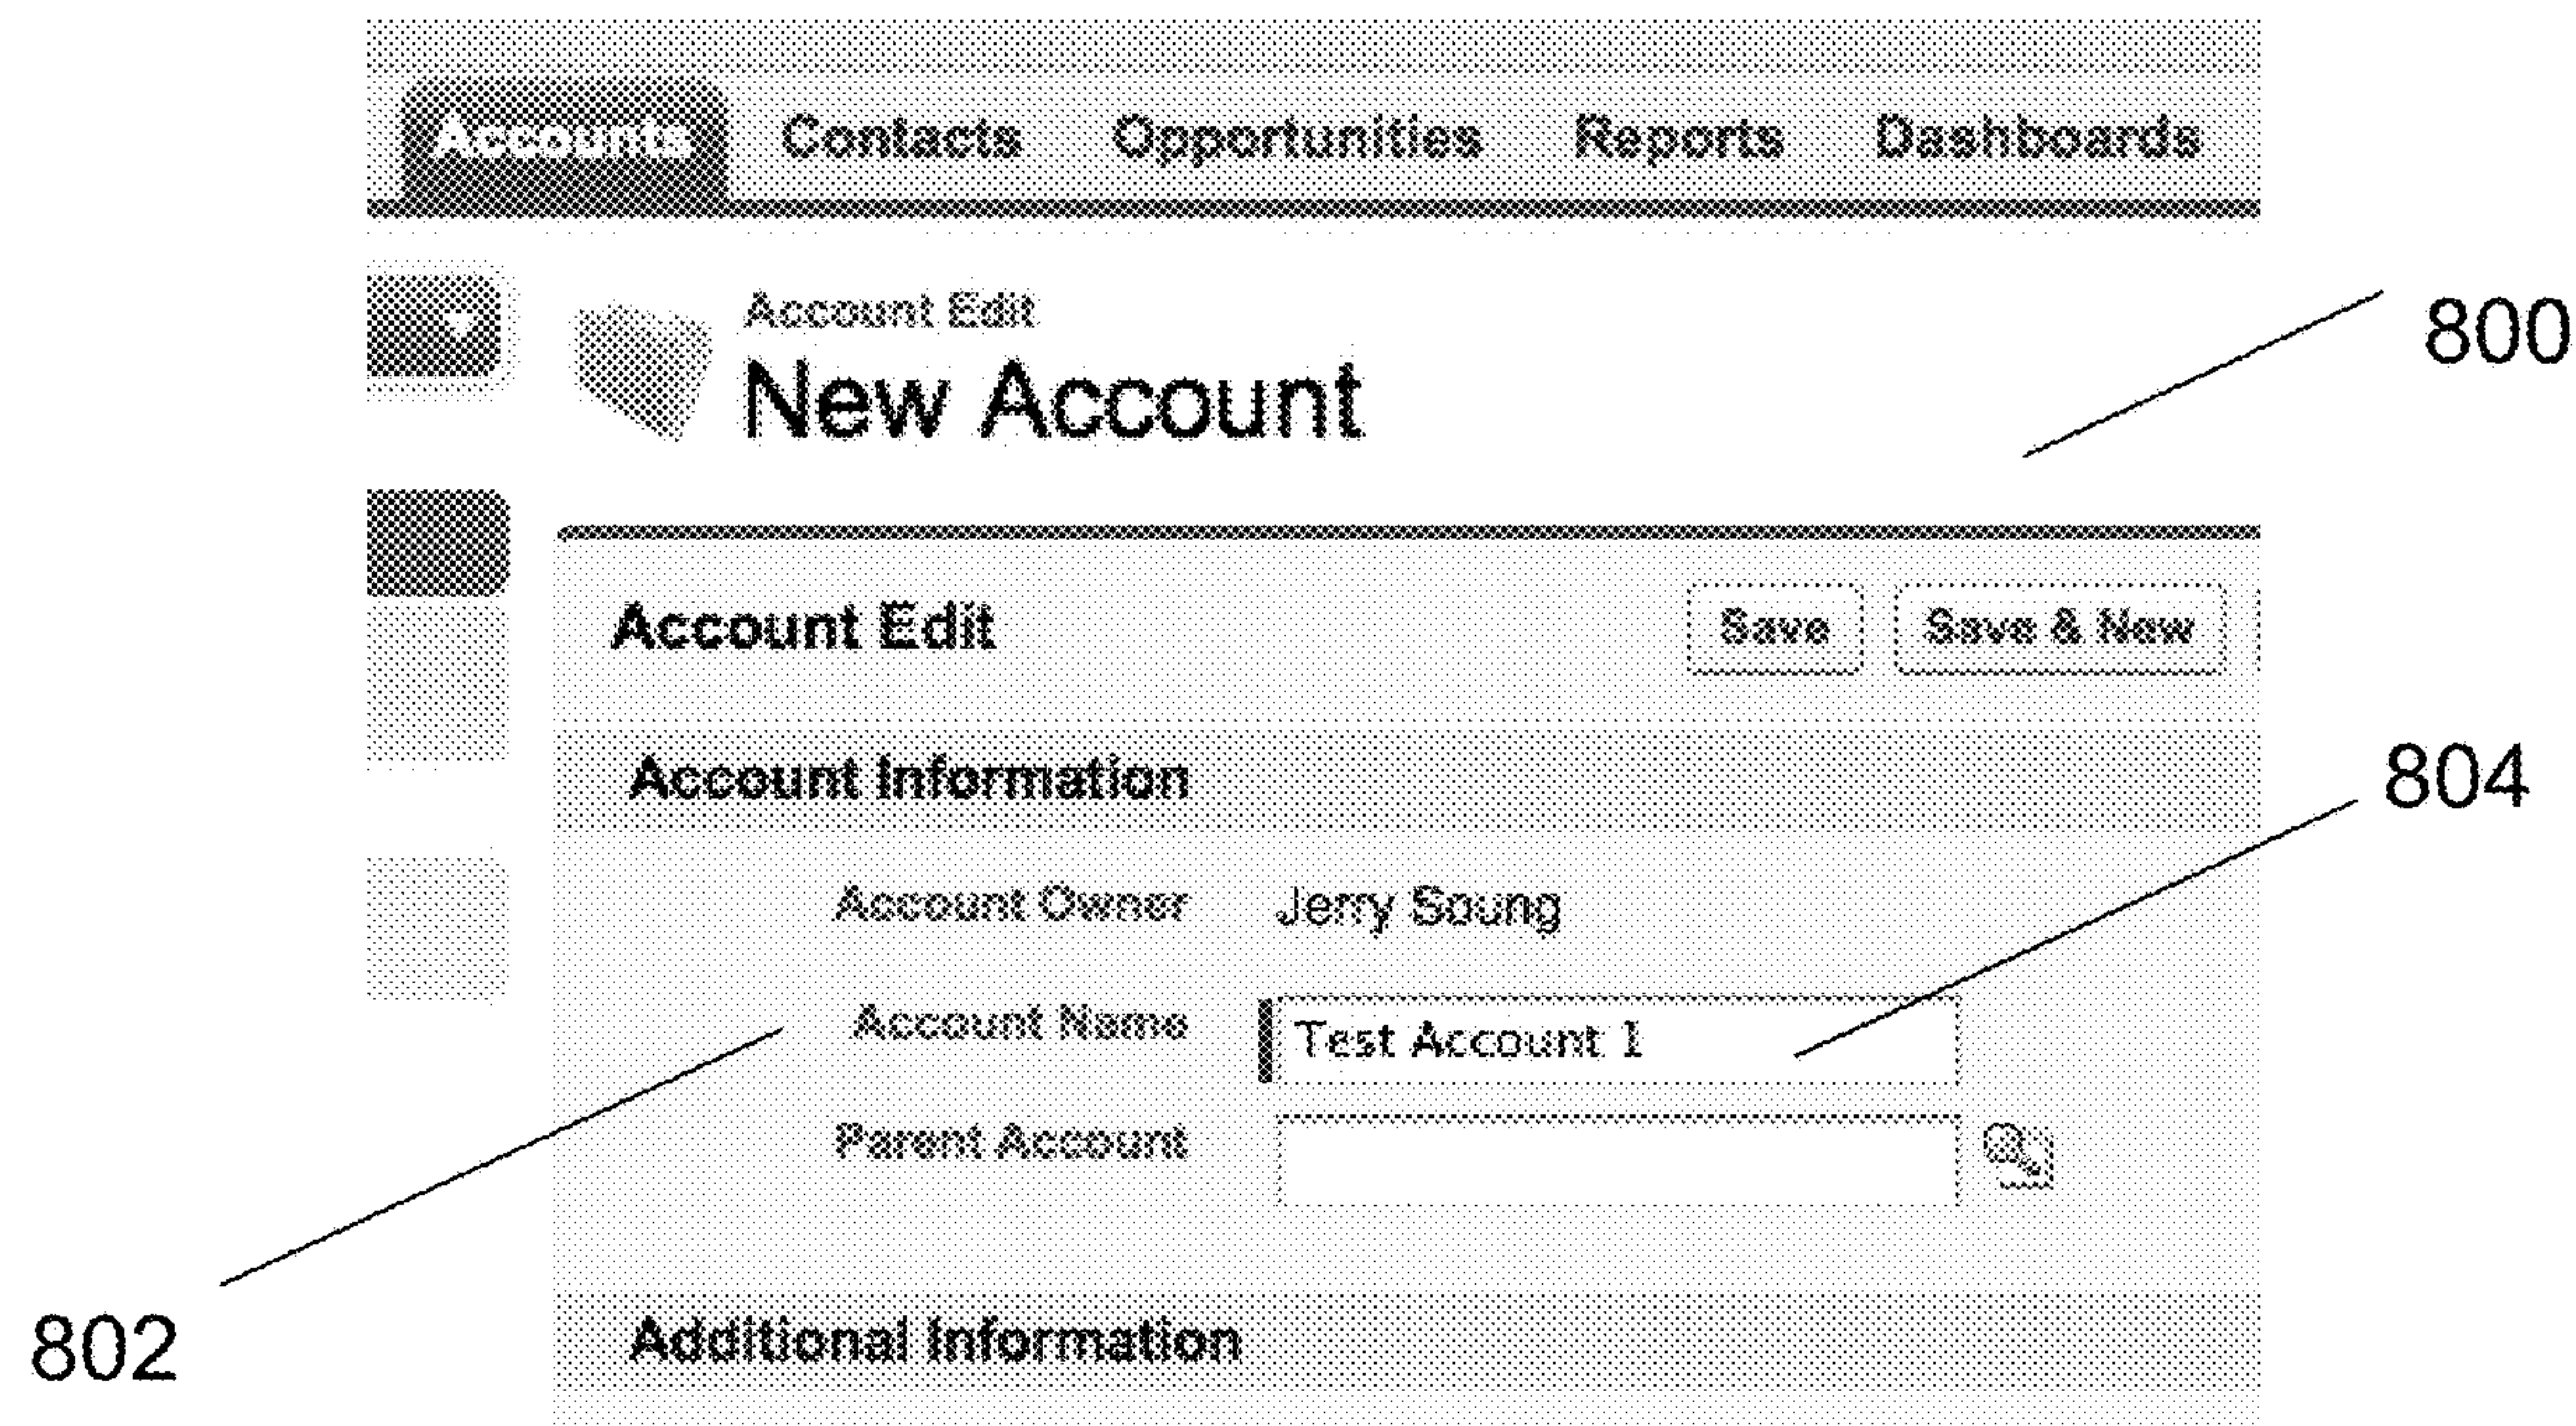 Accounts Contacts Opportunities Reports Dashboards
Account Edit
New Account
800
Account Edit Save Save & New
Account Information
804
Account Owner Jerry Soung
Account Name Test Account 1
Parent Account
802
Additional Information